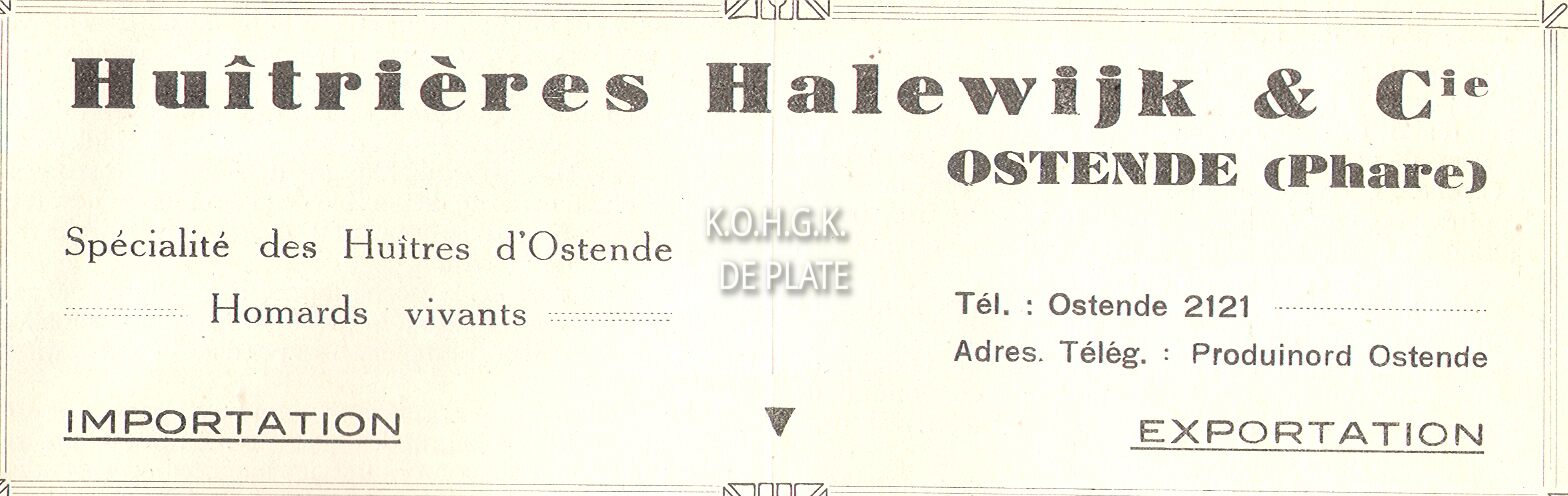 Huîtrières Halewijk & Cie
OSTENDE (Phare)
Spécialité des Huîtres d'Ostende
Homards vivants
K.O.H.G.K.
DE PLATE
Tél. : Ostende 2121
Adres. Télég. : Produinord Ostende
IMPORTATION
EXPORTATION